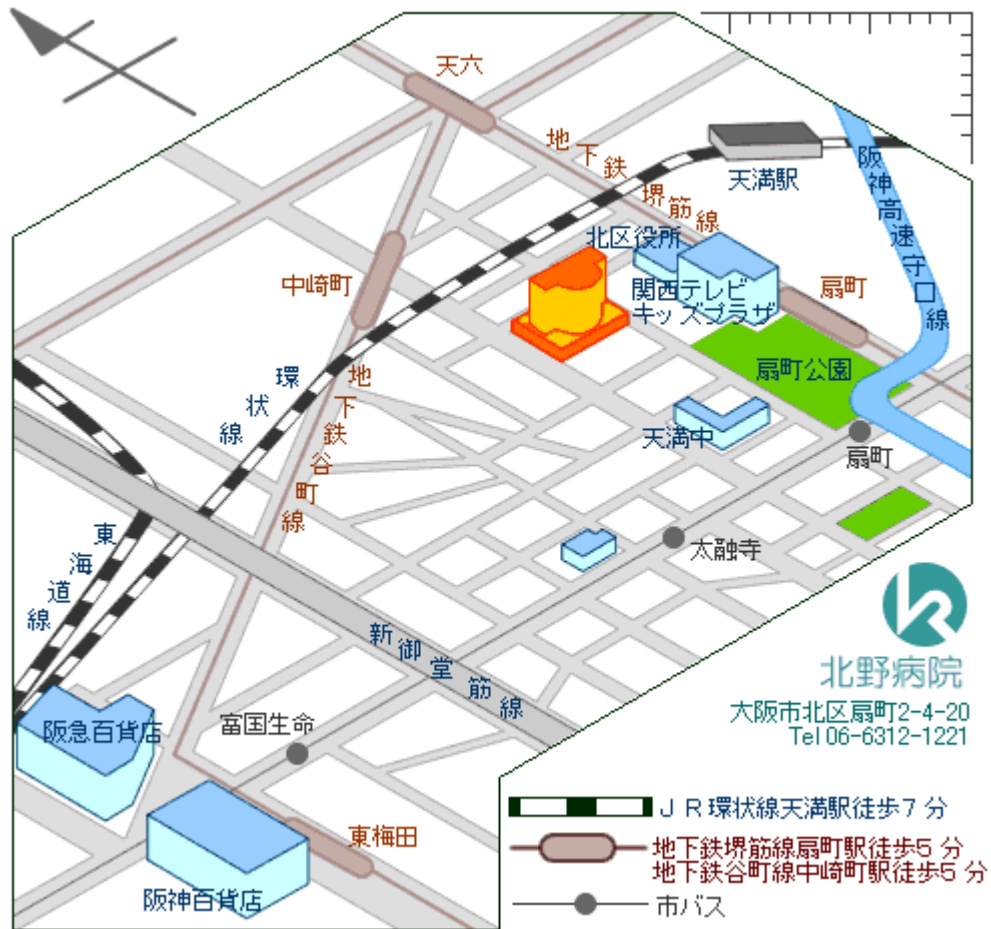 天六
地下鉄堺筋線
天満駅
阪神高速守口線
北区役所
中崎町
関西テレビ
キッズプラザ
扇町
扇町公園
環状線
地下鉄谷町線
天満中
扇町
太融寺
東海道線
新御堂筋線
北野病院
大阪市北区扇町2-4-20
Tel 06-6312-1221
阪急百貨店
富国生命
東梅田
阪神百貨店
JR環状線天満駅徒歩7分
地下鉄堺筋線扇町駅徒歩5分
地下鉄谷町線中崎町駅徒歩5分
市バス